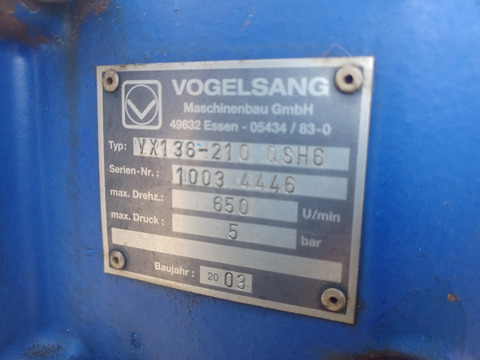 VOGELSANG
Maschinenbau GmbH
49632 Essen - 05434 / 83-0
Typ: VX136-210 QSH6
Serien-Nr.: 1003 4446
max. Drehz.: 650 U/min
max. Druck: 5 bar
Baujahr: 2003